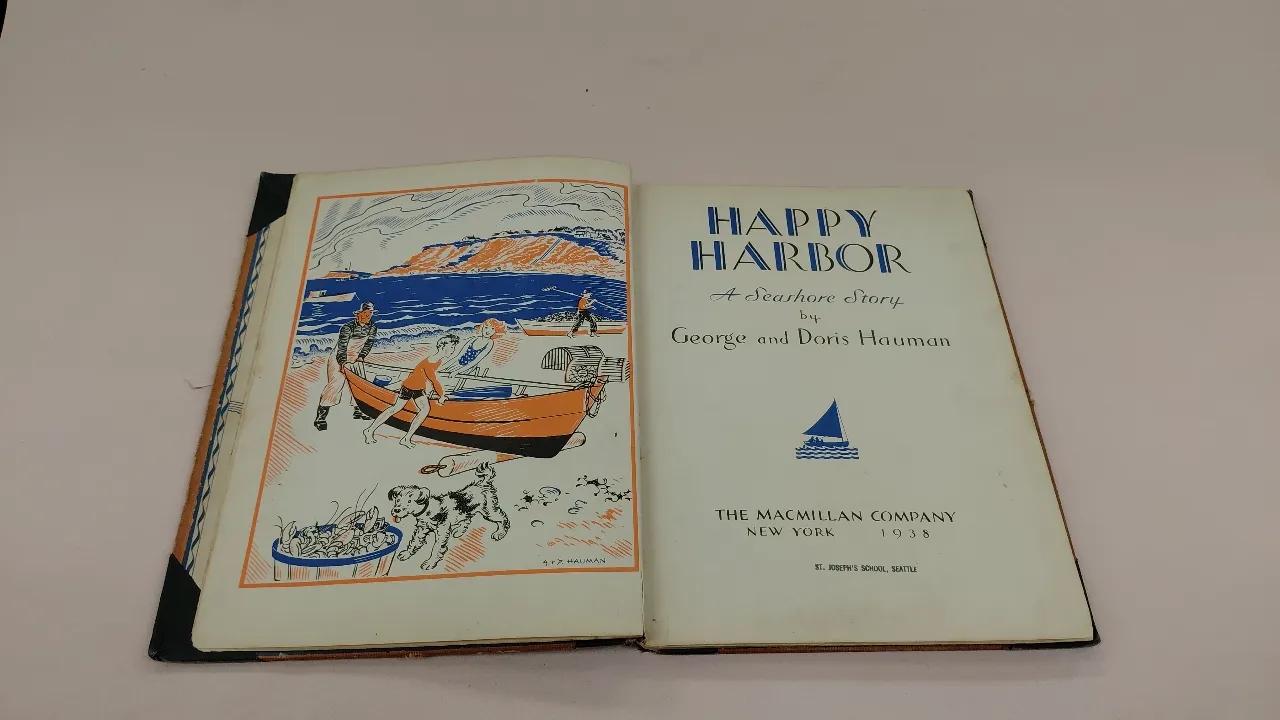 G + D HAUMAN
HAPPY
HARBOR
A Seashore Story
by
George and Doris Hauman
THE MACMILLAN COMPANY
NEW YORK 1938
ST. JOSEPH'S SCHOOL, SEATTLE